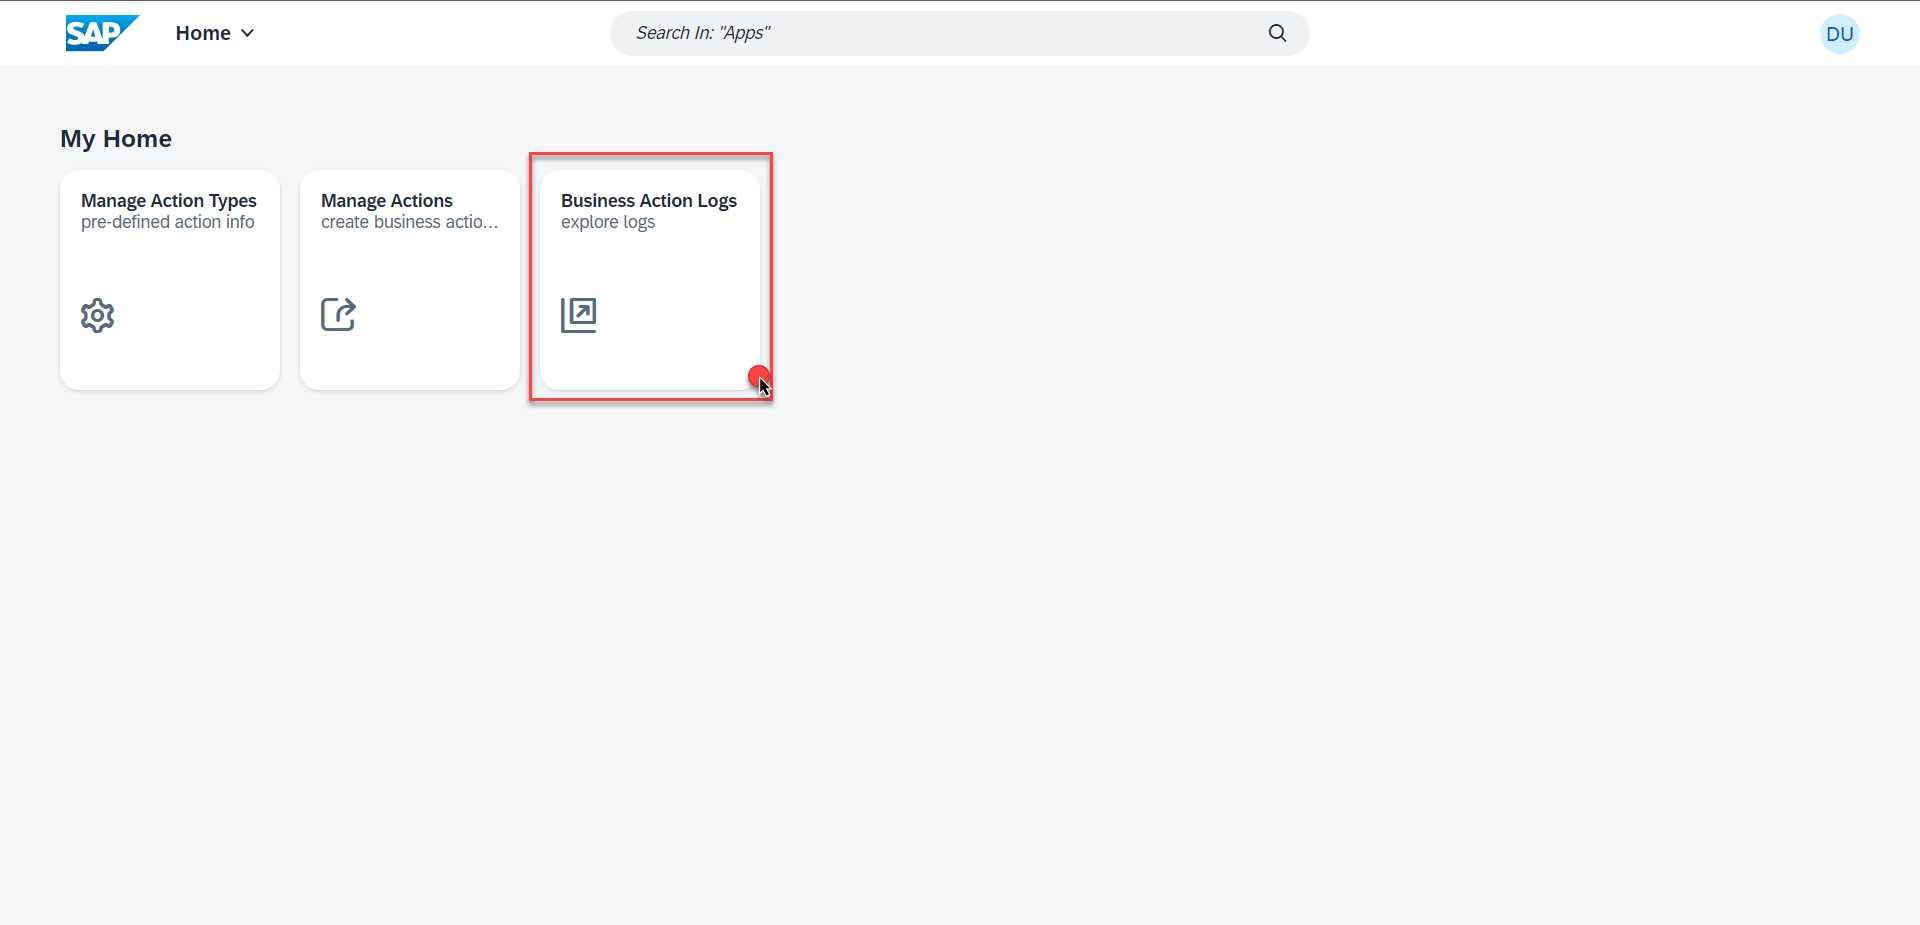 SAP
Home
Search In: "Apps"
DU
My Home
Manage Action Types
pre-defined action info
Manage Actions
create business actio...
Business Action Logs
explore logs